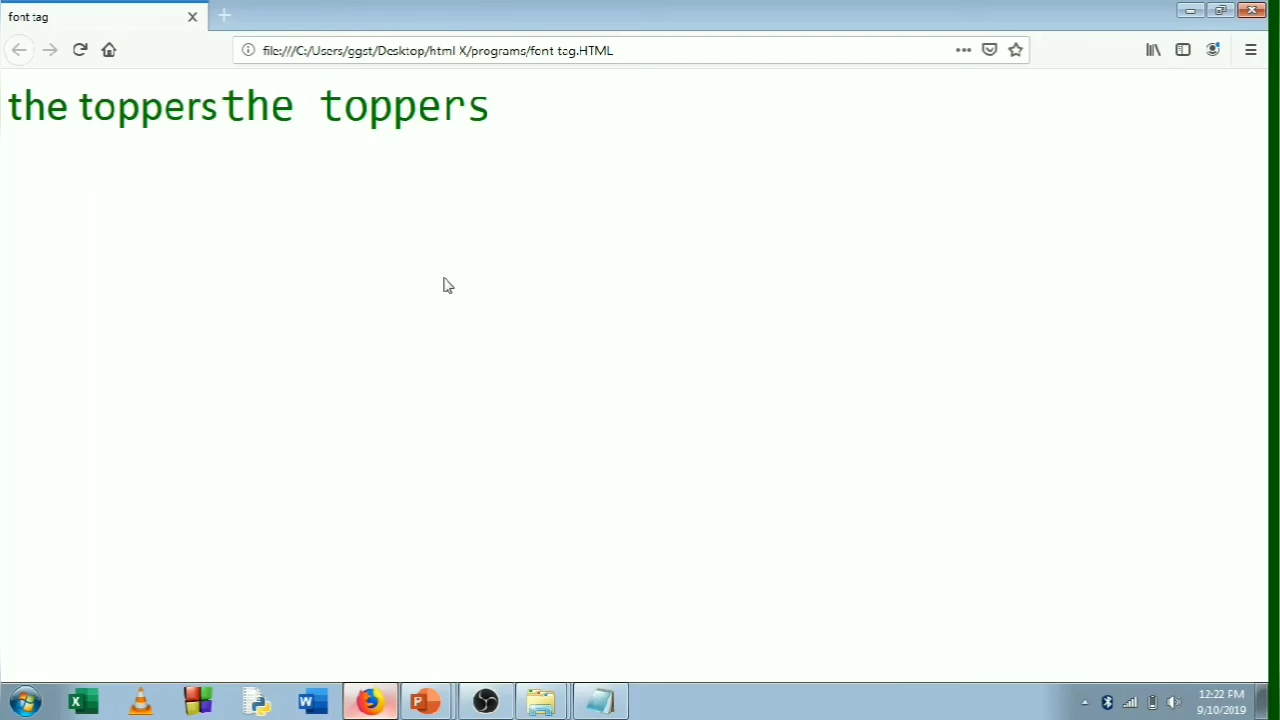 font tag
file:///C:/Users/ggst/Desktop/html X/programs/font tag.HTML
the toppersthe toppers
12:22 PM
9/10/2019